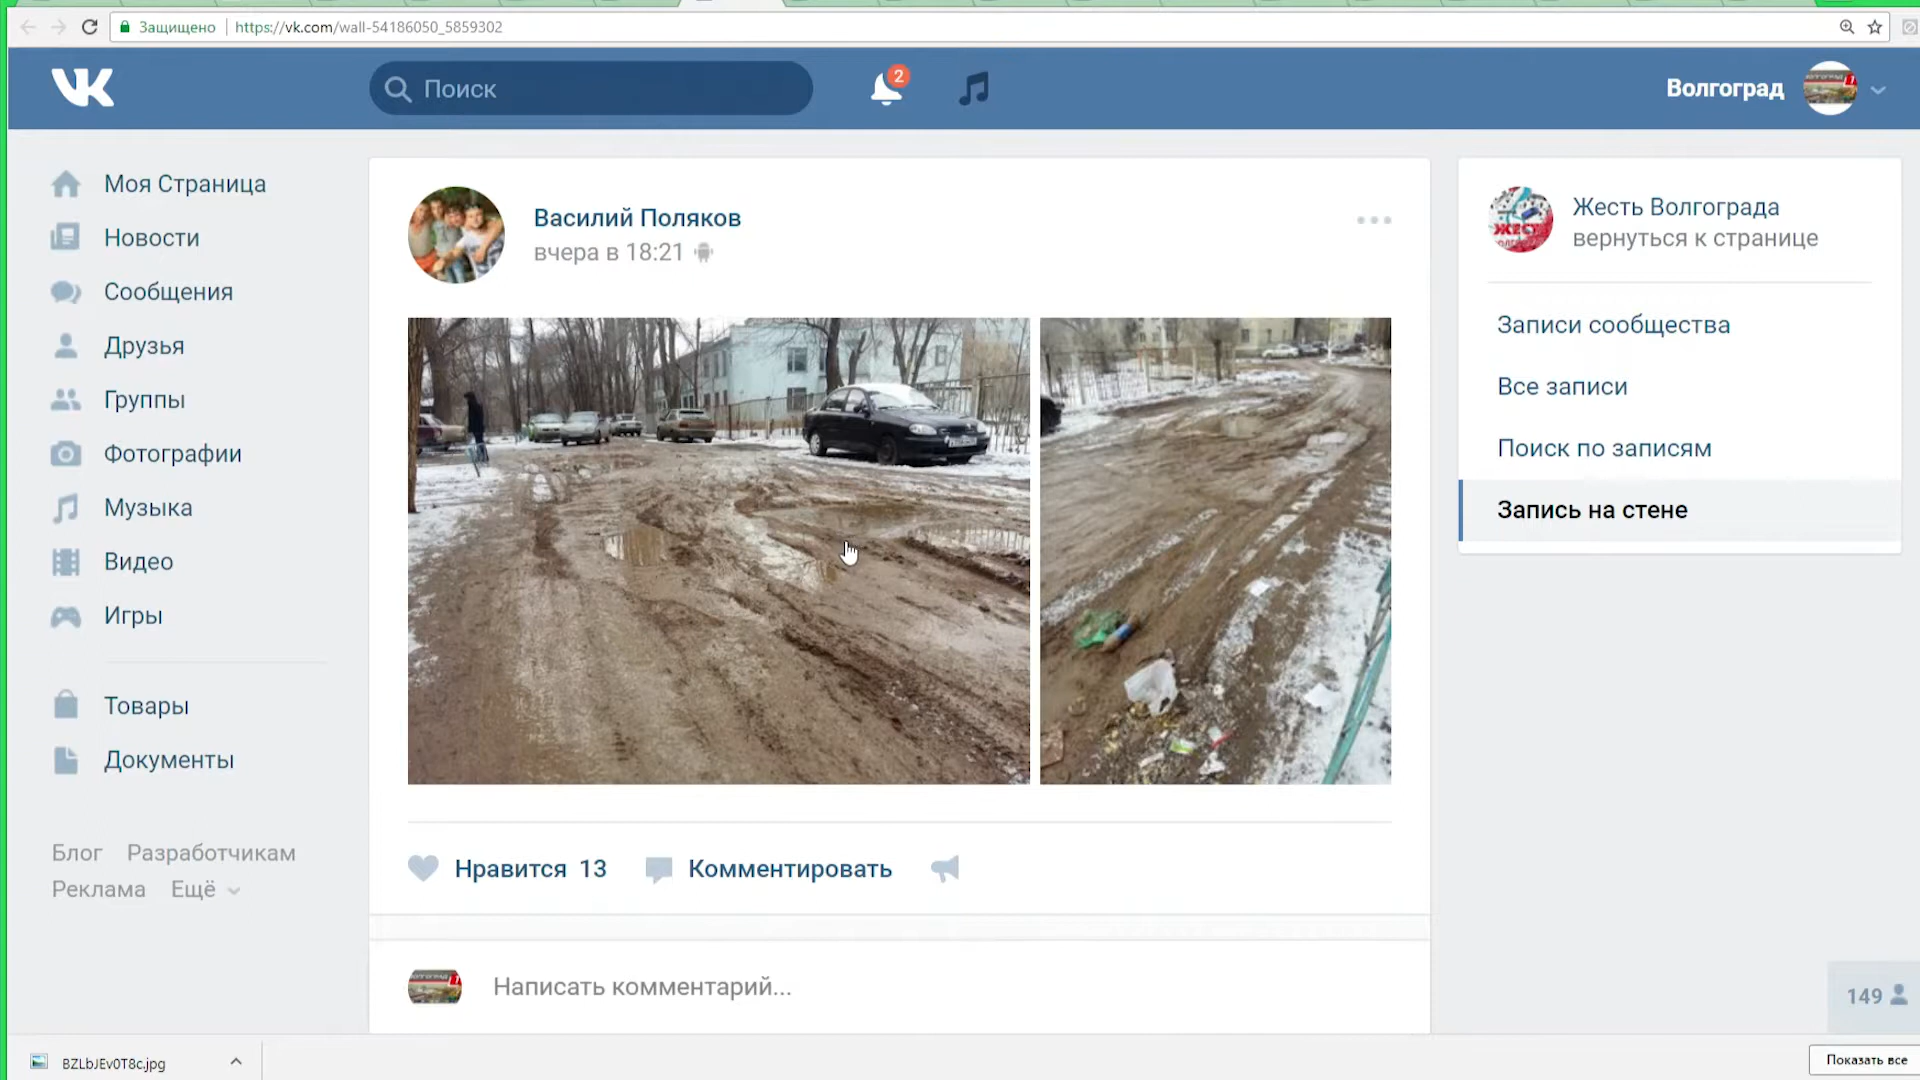 Защищено
https://vk.com/wall-54186050_5859302
Поиск
2
Волгоград
Моя Страница
Новости
Сообщения
Друзья
Группы
Фотографии
Музыка
Видео
Игры
Товары
Документы
Блог Разработчикам
Реклама Ещё
Василий Поляков
вчера в 18:21
Нравится 13
Комментировать
Написать комментарий...
Жесть Волгограда
вернуться к странице
Записи сообщества
Все записи
Поиск по записям
Запись на стене
149
BZLbJEv0T8c.jpg
Показать все